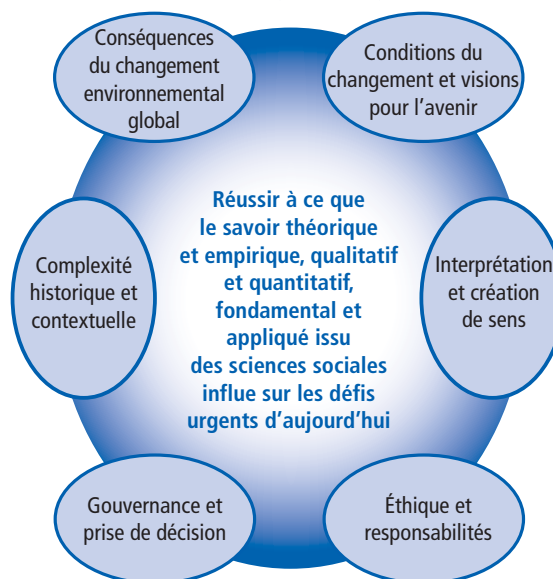 Conséquences
du changement
environnemental
global
Conditions du
changement et visions
pour l'avenir
Réussir à ce que
le savoir théorique
et empirique, qualitatif
et quantitatif,
fondamental et
appliqué issu
des sciences sociales
influe sur les défis
urgents d'aujourd'hui
Complexité
historique et
contextuelle
Interprétation
et création
de sens
Gouvernance et
prise de décision
Éthique et
responsabilités